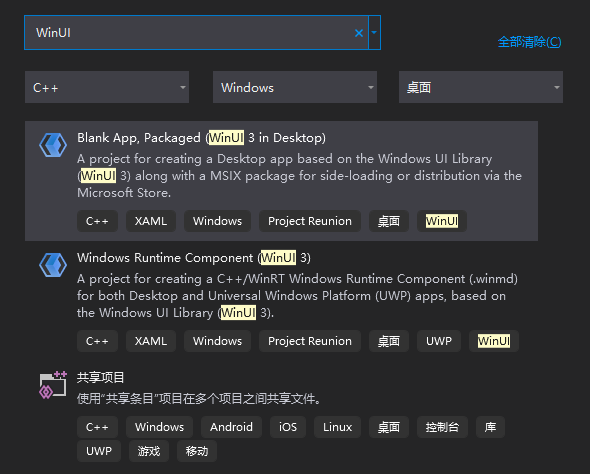 WinUI
全部清除(C)
C++ Windows 桌面
Blank App, Packaged (WinUI 3 in Desktop)
A project for creating a Desktop app based on the Windows UI Library
(WinUI 3) along with a MSIX package for side-loading or distribution via the
Microsoft Store.
C++ XAML Windows Project Reunion 桌面 WinUI
Windows Runtime Component (WinUI 3)
A project for creating a C++/WinRT Windows Runtime Component (.winmd)
for both Desktop and Universal Windows Platform (UWP) apps, based on
the Windows UI Library (WinUI 3).
C++ XAML Windows Project Reunion 桌面 UWP WinUI
共享项目
使用“共享条目”项目在多个项目之间共享文件。
C++ Windows Android iOS Linux 桌面 控制台 库
UWP 游戏 移动